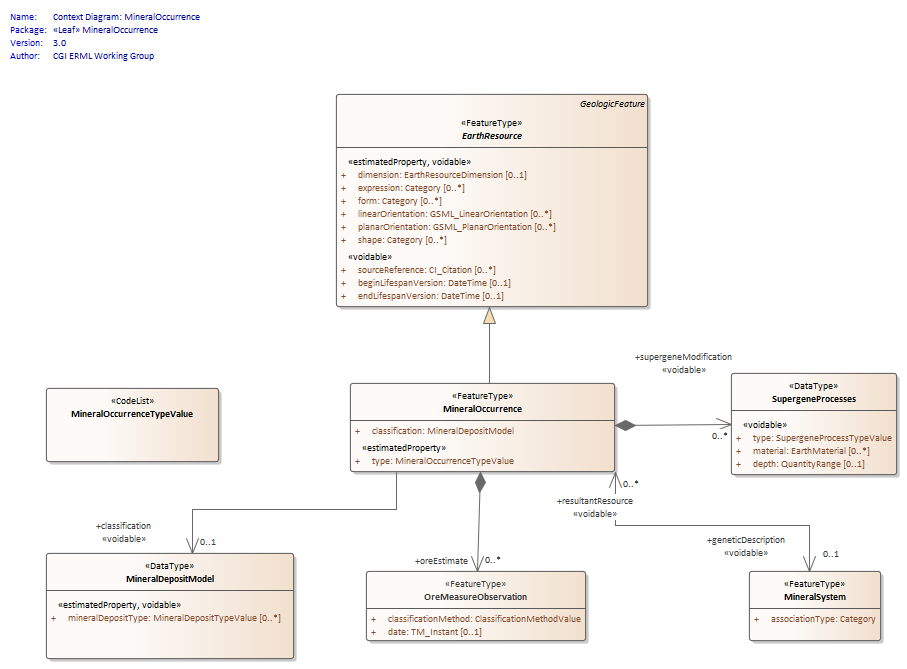 Name: Context Diagram: MineralOccurrence
Package: «Leaf» MineralOccurrence
Version: 3.0
Author: CGI ERML Working Group
GeologicFeature
«FeatureType»
EarthResource
«estimatedProperty, voidable»
+ dimension: EarthResourceDimension [0..1]
+ expression: Category [0..*]
+ form: Category [0..*]
+ linearOrientation: GSML_LinearOrientation [0..*]
+ planarOrientation: GSML_PlanarOrientation [0..*]
+ shape: Category [0..*]
«voidable»
+ sourceReference: CI_Citation [0..*]
+ beginLifespanVersion: DateTime [0..1]
+ endLifespanVersion: DateTime [0..1]
+supergeneModification
«voidable»
0..*
«CodeList»
MineralOccurrenceTypeValue
«FeatureType»
MineralOccurrence
+ classification: MineralDepositModel
«estimatedProperty»
+ type: MineralOccurrenceTypeValue
«DataType»
SupergeneProcesses
«voidable»
+ type: SupergeneProcessTypeValue
+ material: EarthMaterial [0..*]
+ depth: QuantityRange [0..1]
+classification
«voidable»
0..1
+oreEstimate
0..*
0..*
+resultantResource
«voidable»
+geneticDescription
«voidable»
0..1
«DataType»
MineralDepositModel
«estimatedProperty, voidable»
+ mineralDepositType: MineralDepositTypeValue [0..*]
«FeatureType»
OreMeasureObservation
+ classificationMethod: ClassificationMethodValue
+ date: TM_Instant [0..1]
«FeatureType»
MineralSystem
+ associationType: Category